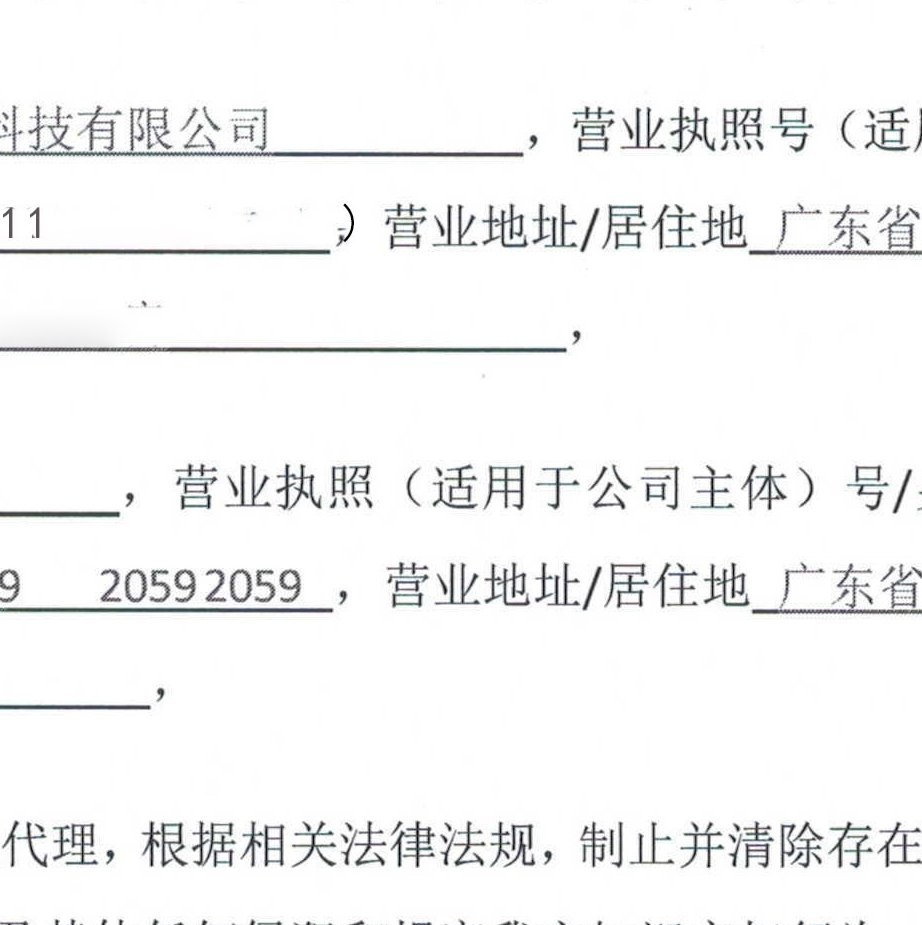 科技有限公司，营业执照号（适
11 ）营业地址/居住地 广东省
，
，营业执照（适用于公司主体）号/
9 2059 2059，营业地址/居住地 广东省
，
代理，根据相关法律法规，制止并清除存在